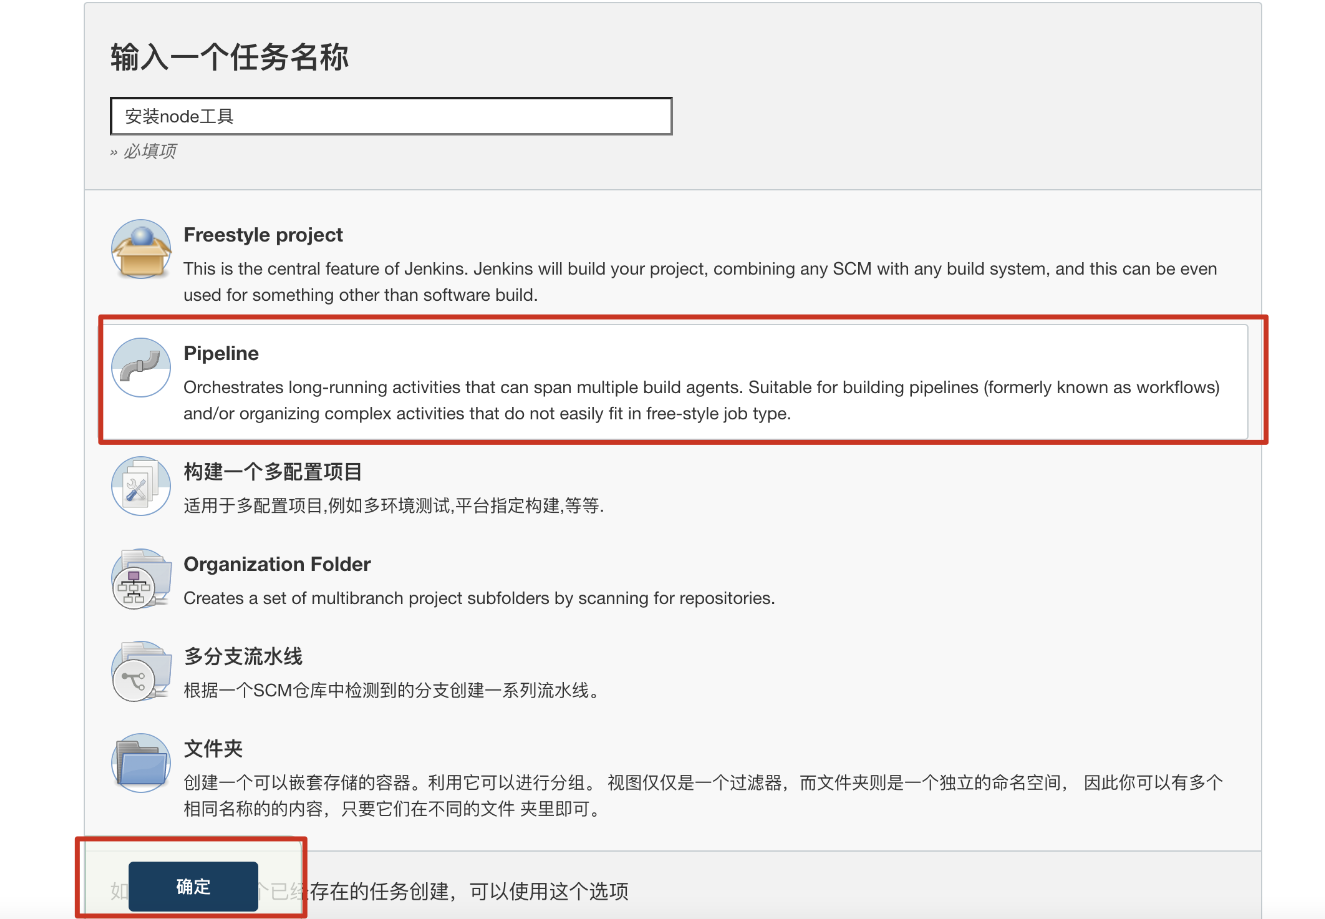 输入一个任务名称
安装node工具
» 必填项
Freestyle project
This is the central feature of Jenkins. Jenkins will build your project, combining any SCM with any build system, and this can be even
used for something other than software build.
Pipeline
Orchestrates long-running activities that can span multiple build agents. Suitable for building pipelines (formerly known as workflows)
and/or organizing complex activities that do not easily fit in free-style job type.
构建一个多配置项目
适用于多配置项目,例如多环境测试,平台指定构建,等等.
Organization Folder
Creates a set of multibranch project subfolders by scanning for repositories.
多分支流水线
根据一个SCM仓库中检测到的分支创建一系列流水线。
文件夹
创建一个可以嵌套存储的容器。利用它可以进行分组。 视图仅仅是一个过滤器，而文件夹则是一个独立的命名空间， 因此你可以有多个
相同名称的的内容，只要它们在不同的文件 夹里即可。
如 确定 个已经存在的任务创建，可以使用这个选项